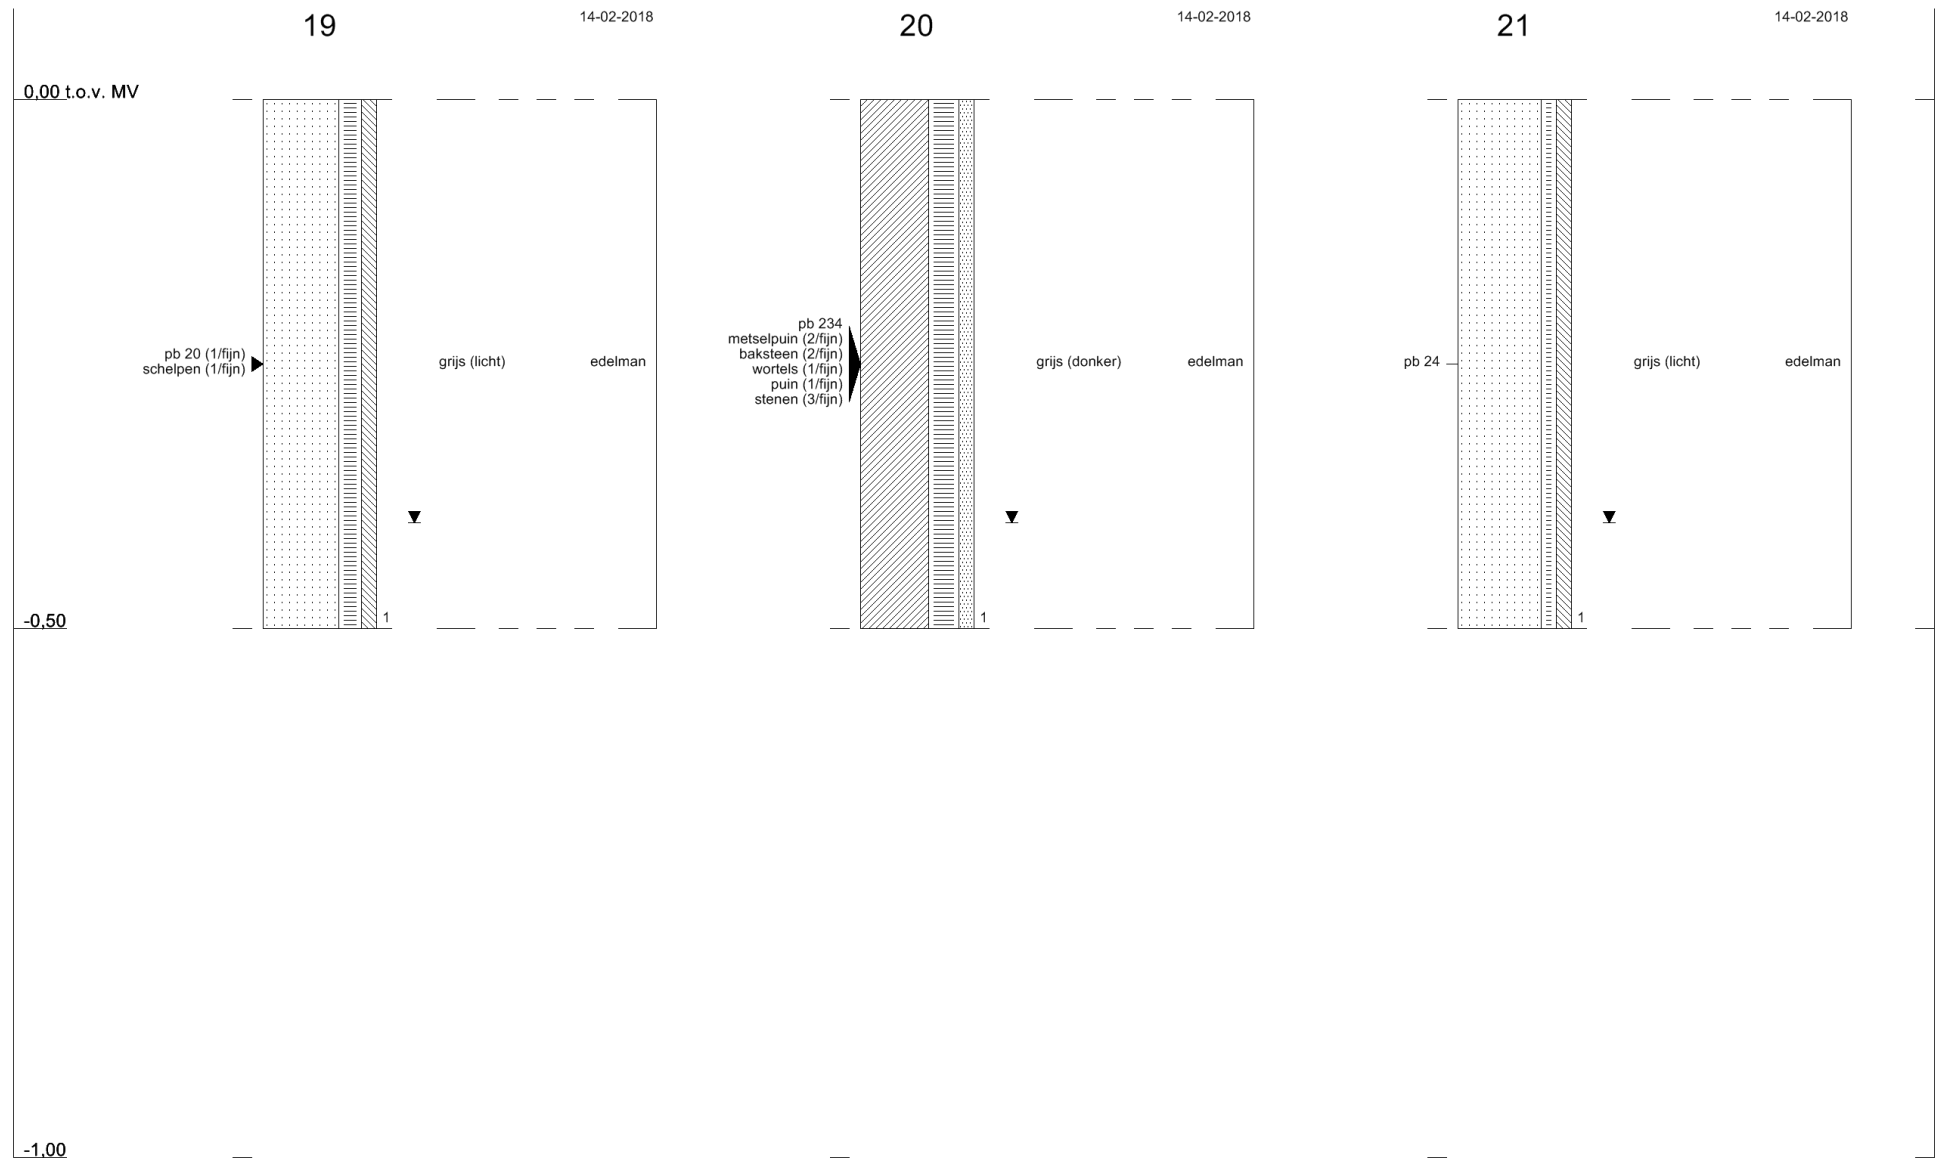 19
14-02-2018
20
14-02-2018
21
14-02-2018
0,00 t.o.v. MV
pb 20 (1/fijn)
schelpen (1/fijn)
grijs (licht)
edelman
pb 234
metselpuin (2/fijn)
baksteen (2/fijn)
wortels (1/fijn)
puin (1/fijn)
stenen (3/fijn)
grijs (donker)
edelman
pb 24
grijs (licht)
edelman
-0,50
1
1
1
-1,00